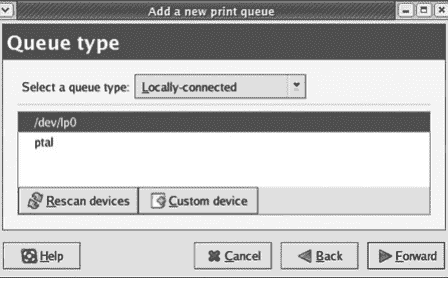 Add a new print queue
Queue type
Select a queue type: Locally-connected
/dev/lp0
ptal
Rescan devices Custom device
Help Cancel Back Forward